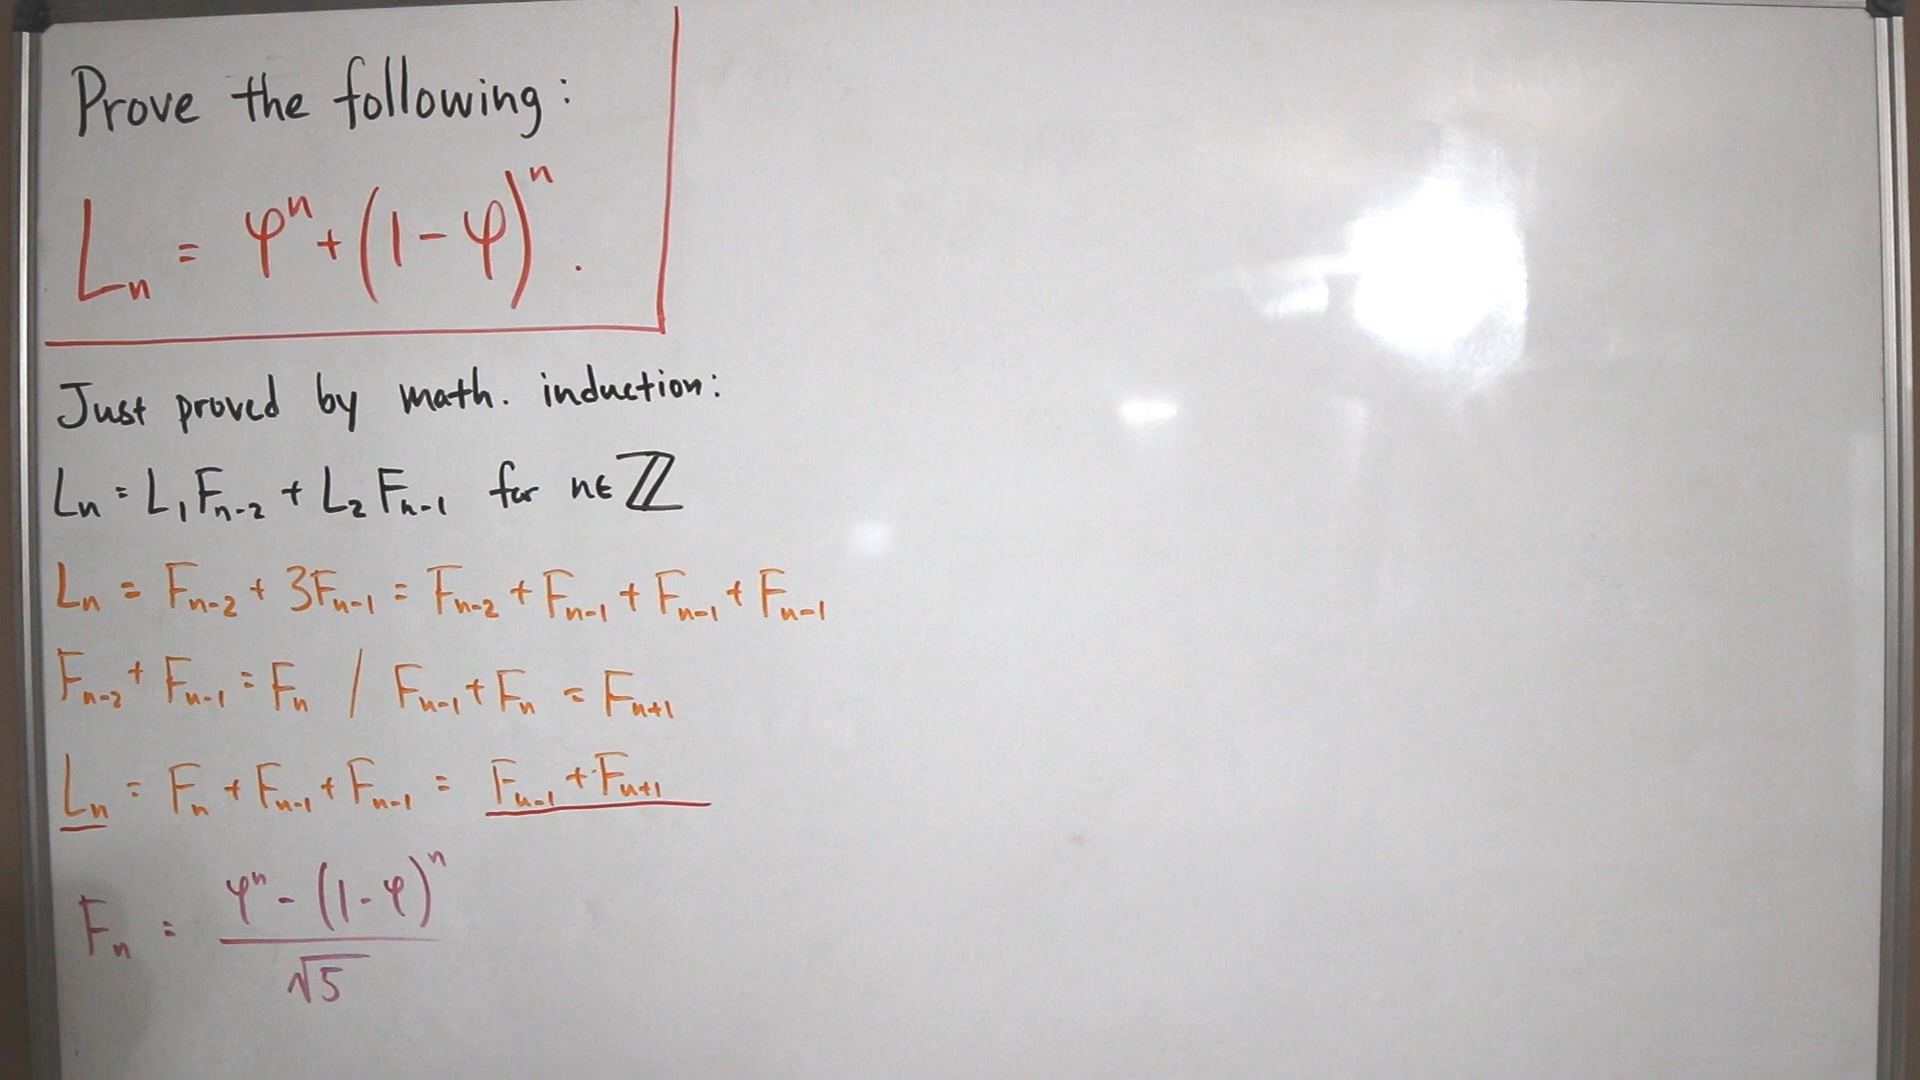 Prove the following:
Lₙ = φⁿ + (1 - φ)ⁿ.
Just proved by math. induction:
Lₙ = L₁Fₙ₋₂ + L₂Fₙ₋₁ for n∈ℤ
Lₙ = Fₙ₋₂ + 3Fₙ₋₁ = Fₙ₋₂ + Fₙ₋₁ + Fₙ₋₁ + Fₙ₋₁
Fₙ₋₂ + Fₙ₋₁ = Fₙ / Fₙ₋₁ + Fₙ = Fₙ₊₁
Lₙ = Fₙ + Fₙ₋₁ + Fₙ₋₁ = Fₙ₋₁ + Fₙ₊₁
Fₙ = (φⁿ - (1 - φ)ⁿ) / √5